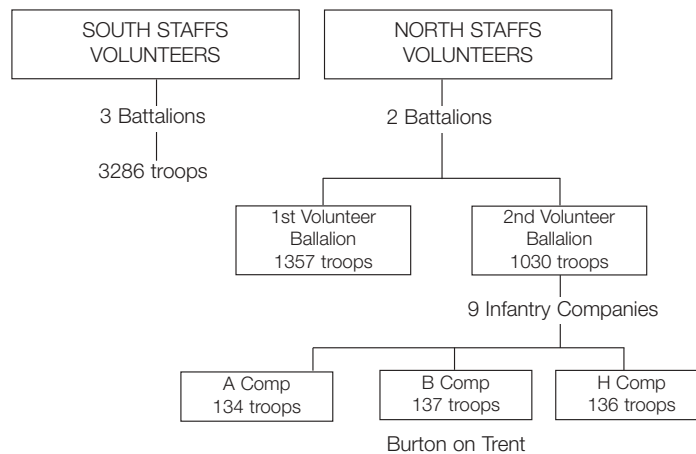 SOUTH STAFFS
VOLUNTEERS
NORTH STAFFS
VOLUNTEERS
3 Battalions
2 Battalions
3286 troops
1st Volunteer
Ballalion
1357 troops
2nd Volunteer
Ballalion
1030 troops
9 Infantry Companies
A Comp
134 troops
B Comp
137 troops
H Comp
136 troops
Burton on Trent